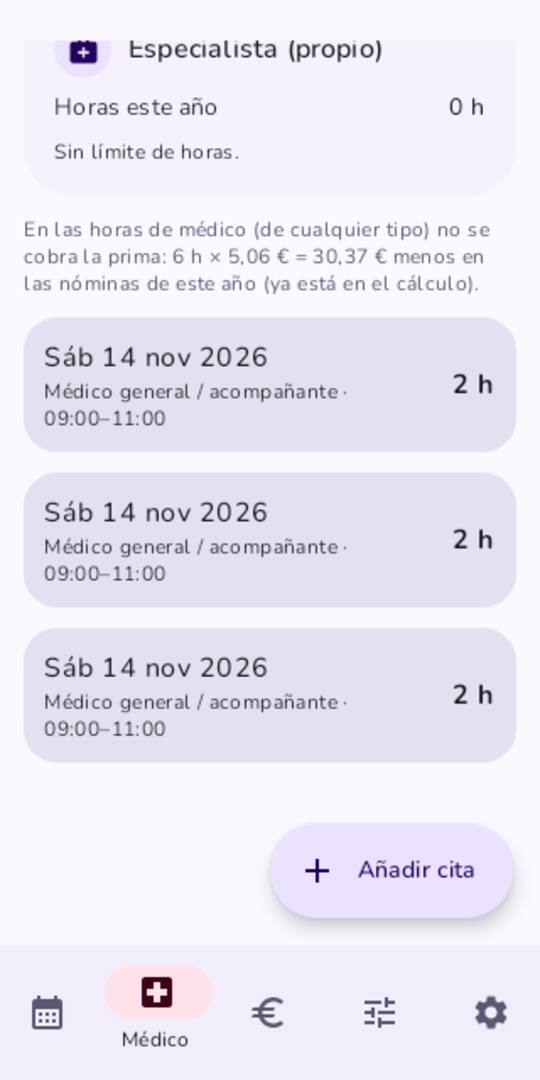 Especialista (propio)
Horas este año 0 h
Sin límite de horas.
En las horas de médico (de cualquier tipo) no se
cobra la prima: 6 h × 5,06 € = 30,37 € menos en
las nóminas de este año (ya está en el cálculo).
Sáb 14 nov 2026
Médico general / acompañante ·
09:00–11:00
2 h
Sáb 14 nov 2026
Médico general / acompañante ·
09:00–11:00
2 h
Sáb 14 nov 2026
Médico general / acompañante ·
09:00–11:00
2 h
Añadir cita
Médico